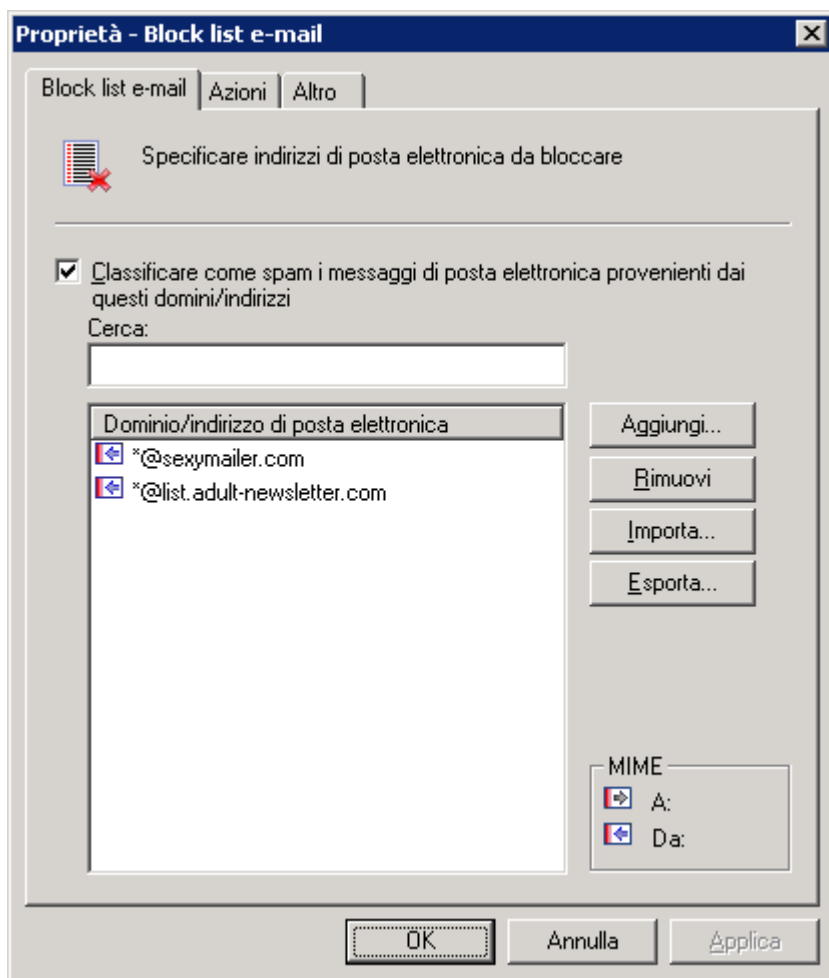 Proprietà - Block list e-mail
Block list e-mail
Azioni
Altro
Specificare indirizzi di posta elettronica da bloccare
Classificare come spam i messaggi di posta elettronica provenienti dai
questi domini/indirizzi
Cerca:
Dominio/indirizzo di posta elettronica
*@sexymailer.com
*@list.adult-newsletter.com
Aggiungi...
Rimuovi
Importa...
Esporta...
MIME
A:
Da:
OK
Annulla
Applica